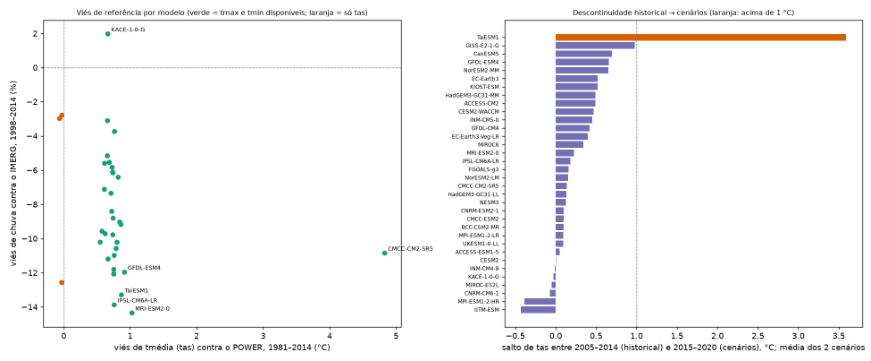 Viés de referência por modelo (verde = tmax e tmin disponíveis; laranja = só tas)
viés de chuva contra o IMERG, 1998–2014 (%)
2
0
−2
−4
−6
−8
−10
−12
−14
KACE-1-0-G
CMCC-CM2-SR5
GFDL-ESM4
TaiESM1
IPSL-CM6A-LR
MRI-ESM2-0
0
1
2
3
4
5
viés de tmédia (tas) contra o POWER, 1981–2014 (°C)
Descontinuidade historical → cenários (laranja: acima de 1 °C)
TaiESM1
GISS-E2-1-G
CanESM5
GFDL-ESM4
NorESM2-MM
EC-Earth3
KIOST-ESM
HadGEM3-GC31-MM
ACCESS-CM2
CESM2-WACCM
INM-CM5-0
GFDL-CM4
EC-Earth3-Veg-LR
MIROC6
MRI-ESM2-0
IPSL-CM6A-LR
FGOALS-g3
NorESM2-LM
CMCC-CM2-SR5
HadGEM3-GC31-LL
NESM3
CNRM-ESM2-1
CMCC-ESM2
BCC-CSM2-MR
MPI-ESM1-2-LR
UKESM1-0-LL
ACCESS-ESM1-5
CESM2
INM-CM4-8
KACE-1-0-G
MIROC-ES2L
CNRM-CM6-1
MPI-ESM1-2-HR
IITM-ESM
−0.5
0.0
0.5
1.0
1.5
2.0
2.5
3.0
3.5
salto de tas entre 2005–2014 (historical) e 2015–2020 (cenários), °C; média dos 2 cenários